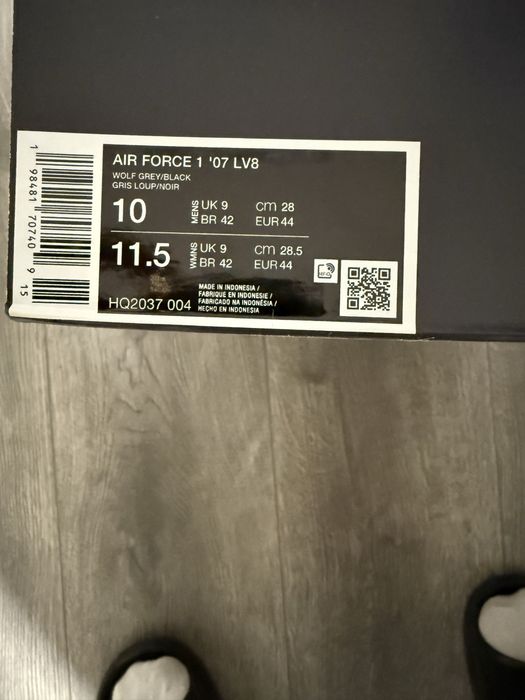 AIR FORCE 1 '07 LV8
WOLF GREY/BLACK
GRIS LOUP/NOIR
10 MENS UK 9 cm 28
BR 42 EUR 44
11.5 WMNS UK 9 cm 28.5
BR 42 EUR 44
HQ2037 004
MADE IN INDONESIA /
FABRIQUE EN INDONESIE /
FABRICADO NA INDONÉSIA /
HECHO EN INDONESIA
1 98481 70740 9 15